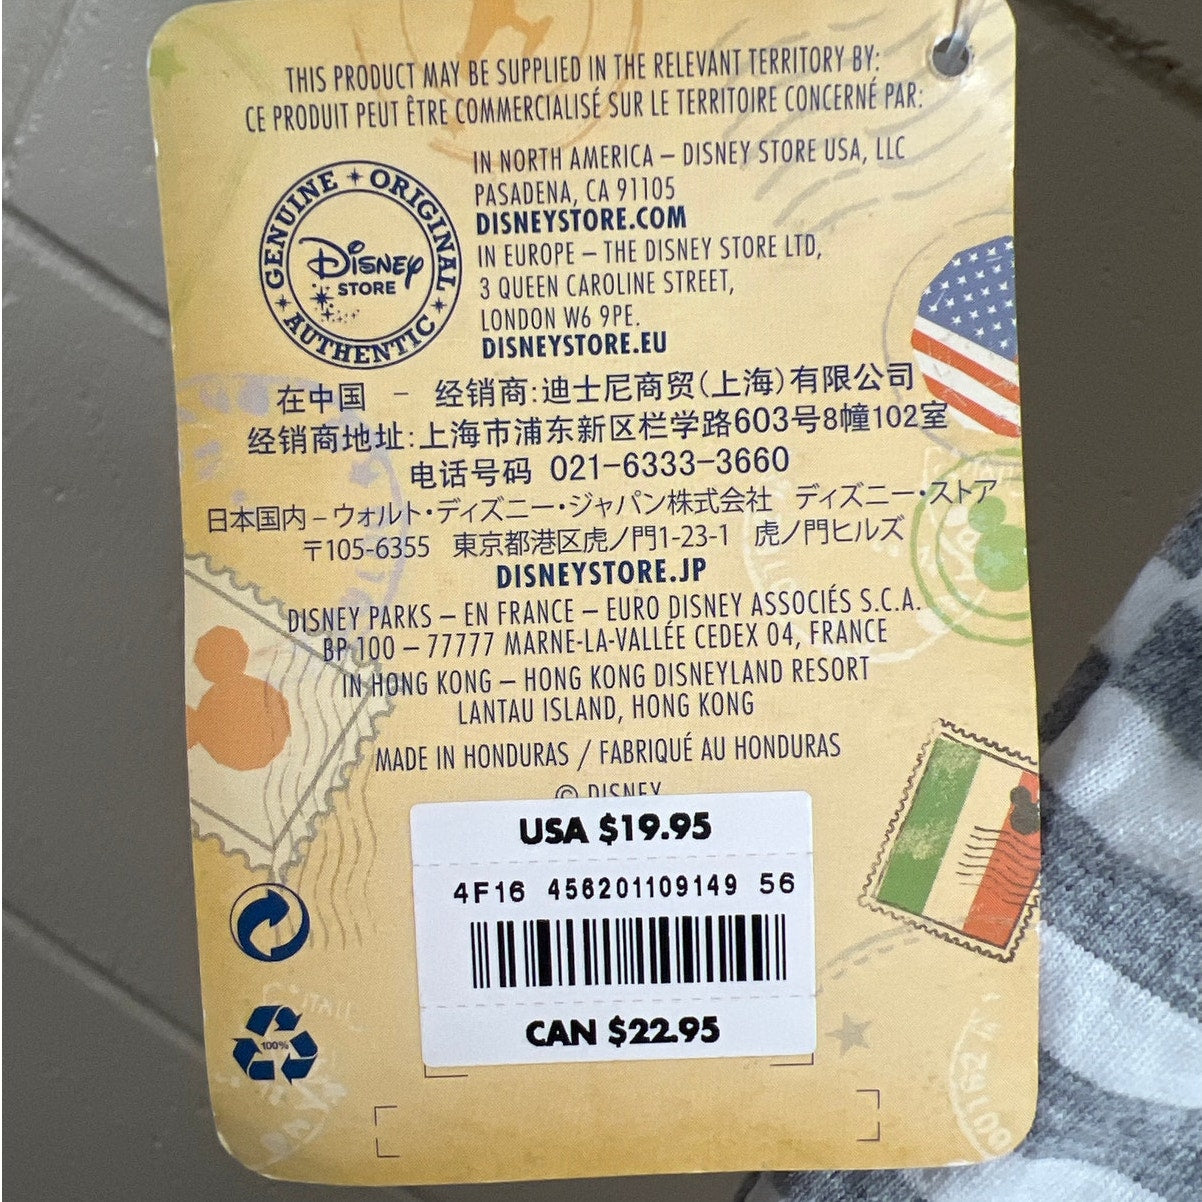 THIS PRODUCT MAY BE SUPPLIED IN THE RELEVANT TERRITORY BY:
CE PRODUIT PEUT ÊTRE COMMERCIALISÉ SUR LE TERRITOIRE CONCERNÉ PAR:
GENUINE ORIGINAL AUTHENTIC
DISNEY
STORE
IN NORTH AMERICA – DISNEY STORE USA, LLC
PASADENA, CA 91105
DISNEYSTORE.COM
IN EUROPE – THE DISNEY STORE LTD,
3 QUEEN CAROLINE STREET,
LONDON W6 9PE.
DISNEYSTORE.EU
在中国 – 经销商:迪士尼商贸(上海)有限公司
经销商地址:上海市浦东新区栏学路603号8幢102室
电话号码 021-6333-3660
日本国内–ウォルト・ディズニー・ジャパン株式会社 ディズニー・ストア
〒105-6355 東京都港区虎ノ門1-23-1 虎ノ門ヒルズ
DISNEYSTORE.JP
DISNEY PARKS – EN FRANCE – EURO DISNEY ASSOCIÉS S.C.A.
BP 100 – 77777 MARNE-LA-VALLÉE CEDEX 04, FRANCE
IN HONG KONG – HONG KONG DISNEYLAND RESORT
LANTAU ISLAND, HONG KONG
MADE IN HONDURAS / FABRIQUÉ AU HONDURAS
© DISNEY
USA $19.95
4F16 456201109149 56
CAN $22.95
100%